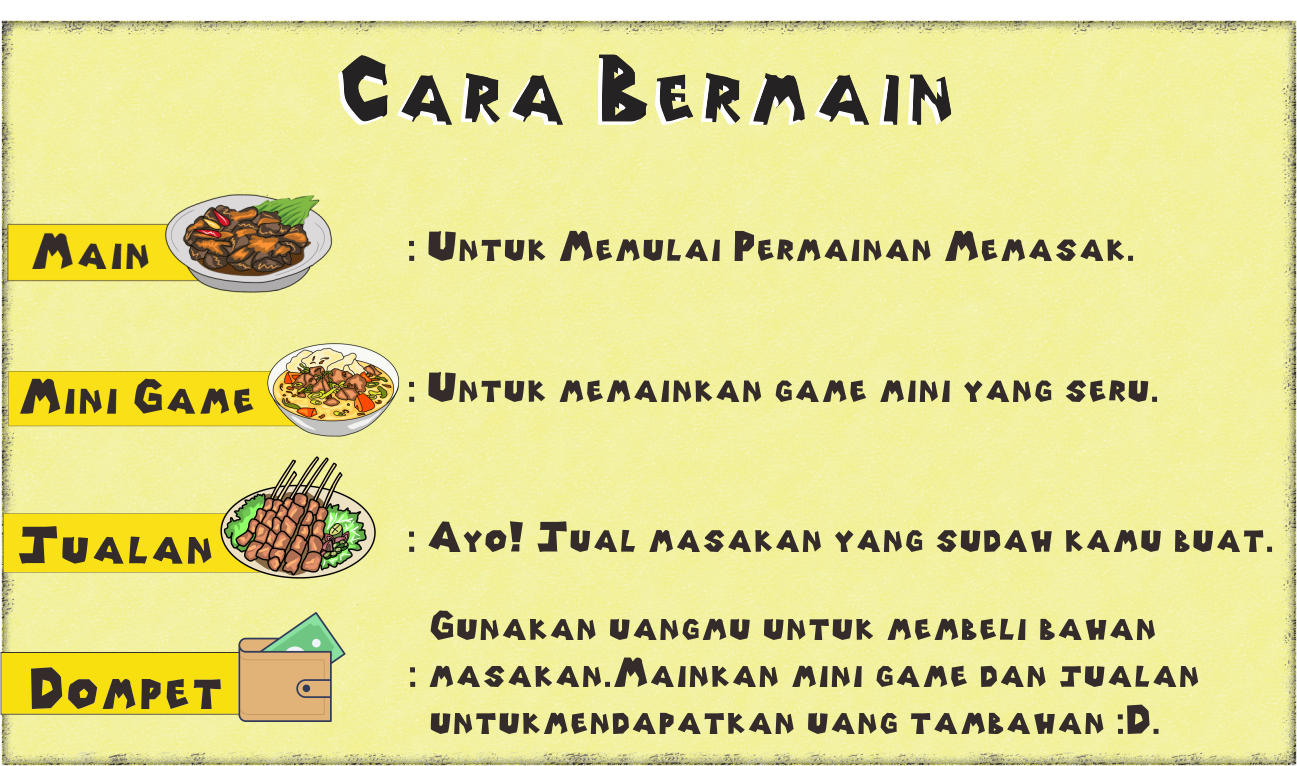 Cara Bermain
Main : Untuk Memulai Permainan Memasak.
Mini Game : Untuk memainkan game mini yang seru.
Jualan : Ayo! Jual masakan yang sudah kamu buat.
Dompet : Gunakan uangmu untuk membeli bahan
masakan.Mainkan mini game dan jualan
untukmendapatkan uang tambahan :D.